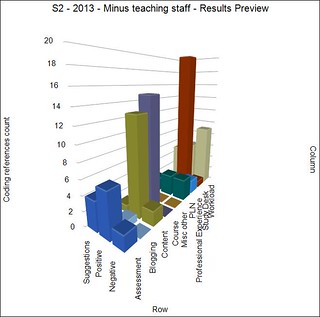 S2 - 2013 - Minus teaching staff - Results Preview
20
18
16
14
12
10
8
6
4
2
0
Coding references count
Column
Suggestions
Positive
Negative
Assessment
Blogging
Content
Course
Misc other
PLN
Professional Experience
Study Desk
Workload
Row